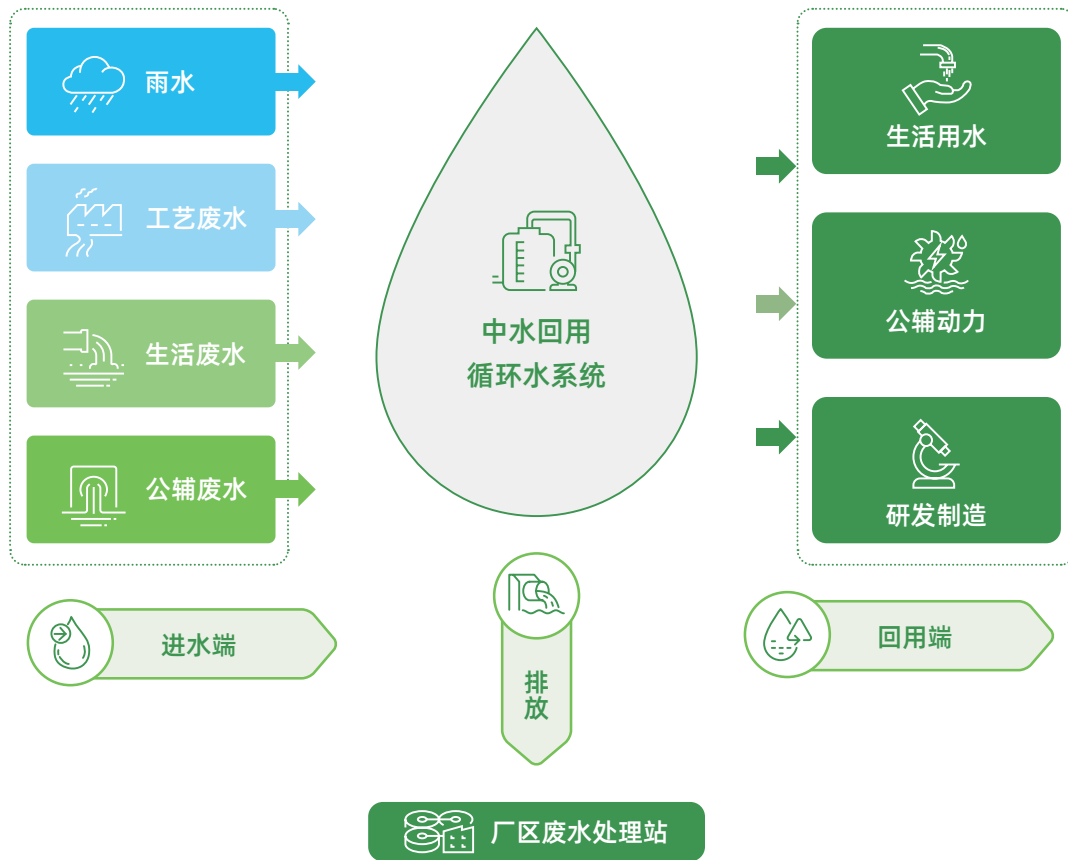 雨水
工艺废水
生活废水
公辅废水
进水端
中水回用
循环水系统
排
放
厂区废水处理站
生活用水
公辅动力
研发制造
回用端